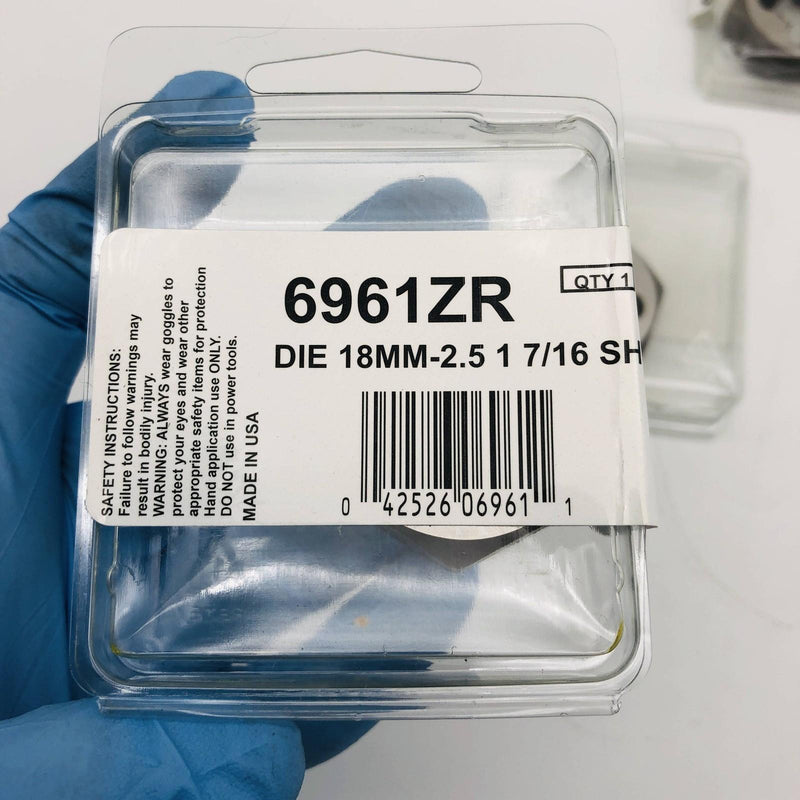 6961ZR
QTY 1
DIE 18MM-2.5 1 7/16 SH
0 42526 06961 1
SAFETY INSTRUCTIONS:
Failure to follow warnings may
result in bodily injury.
WARNING: ALWAYS wear goggles to
protect your eyes and wear other
appropriate safety items for protection
Hand application use ONLY.
DO NOT use in power tools.
MADE IN USA